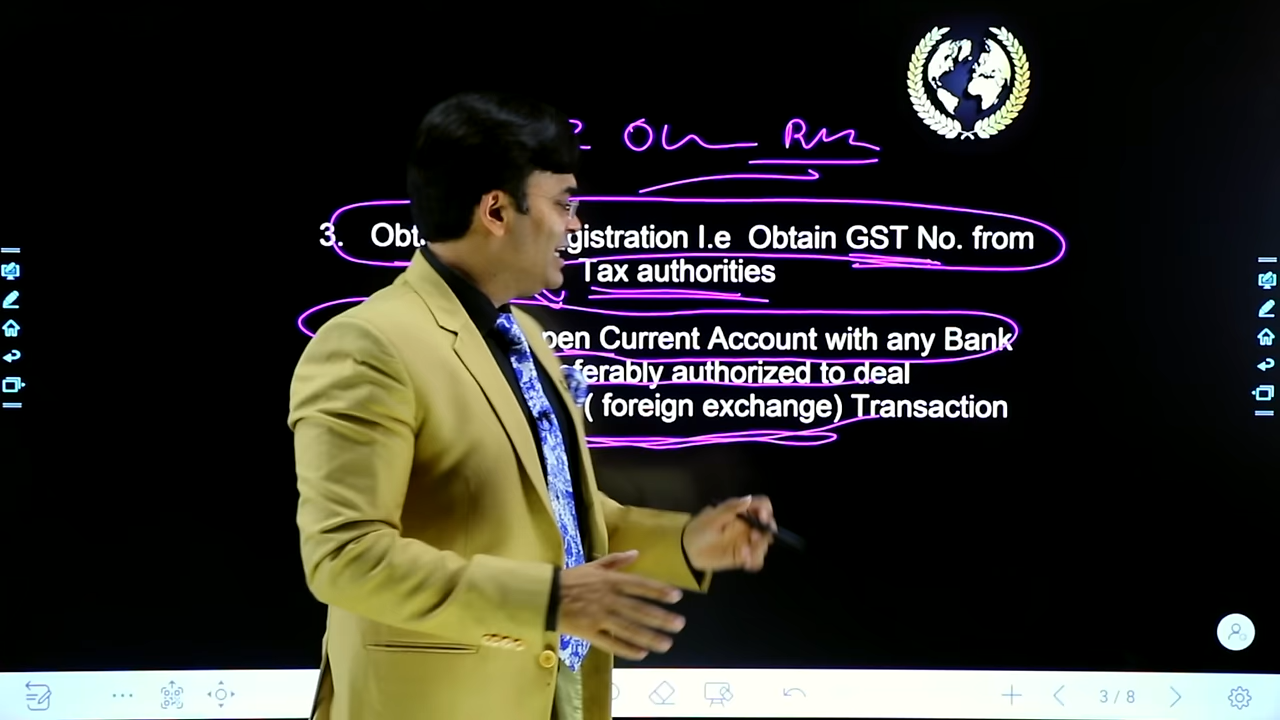 3. Obt gistration I.e Obtain GST No. from
Tax authorities
pen Current Account with any Bank
ferably authorized to deal
( foreign exchange) Transaction
3 / 8